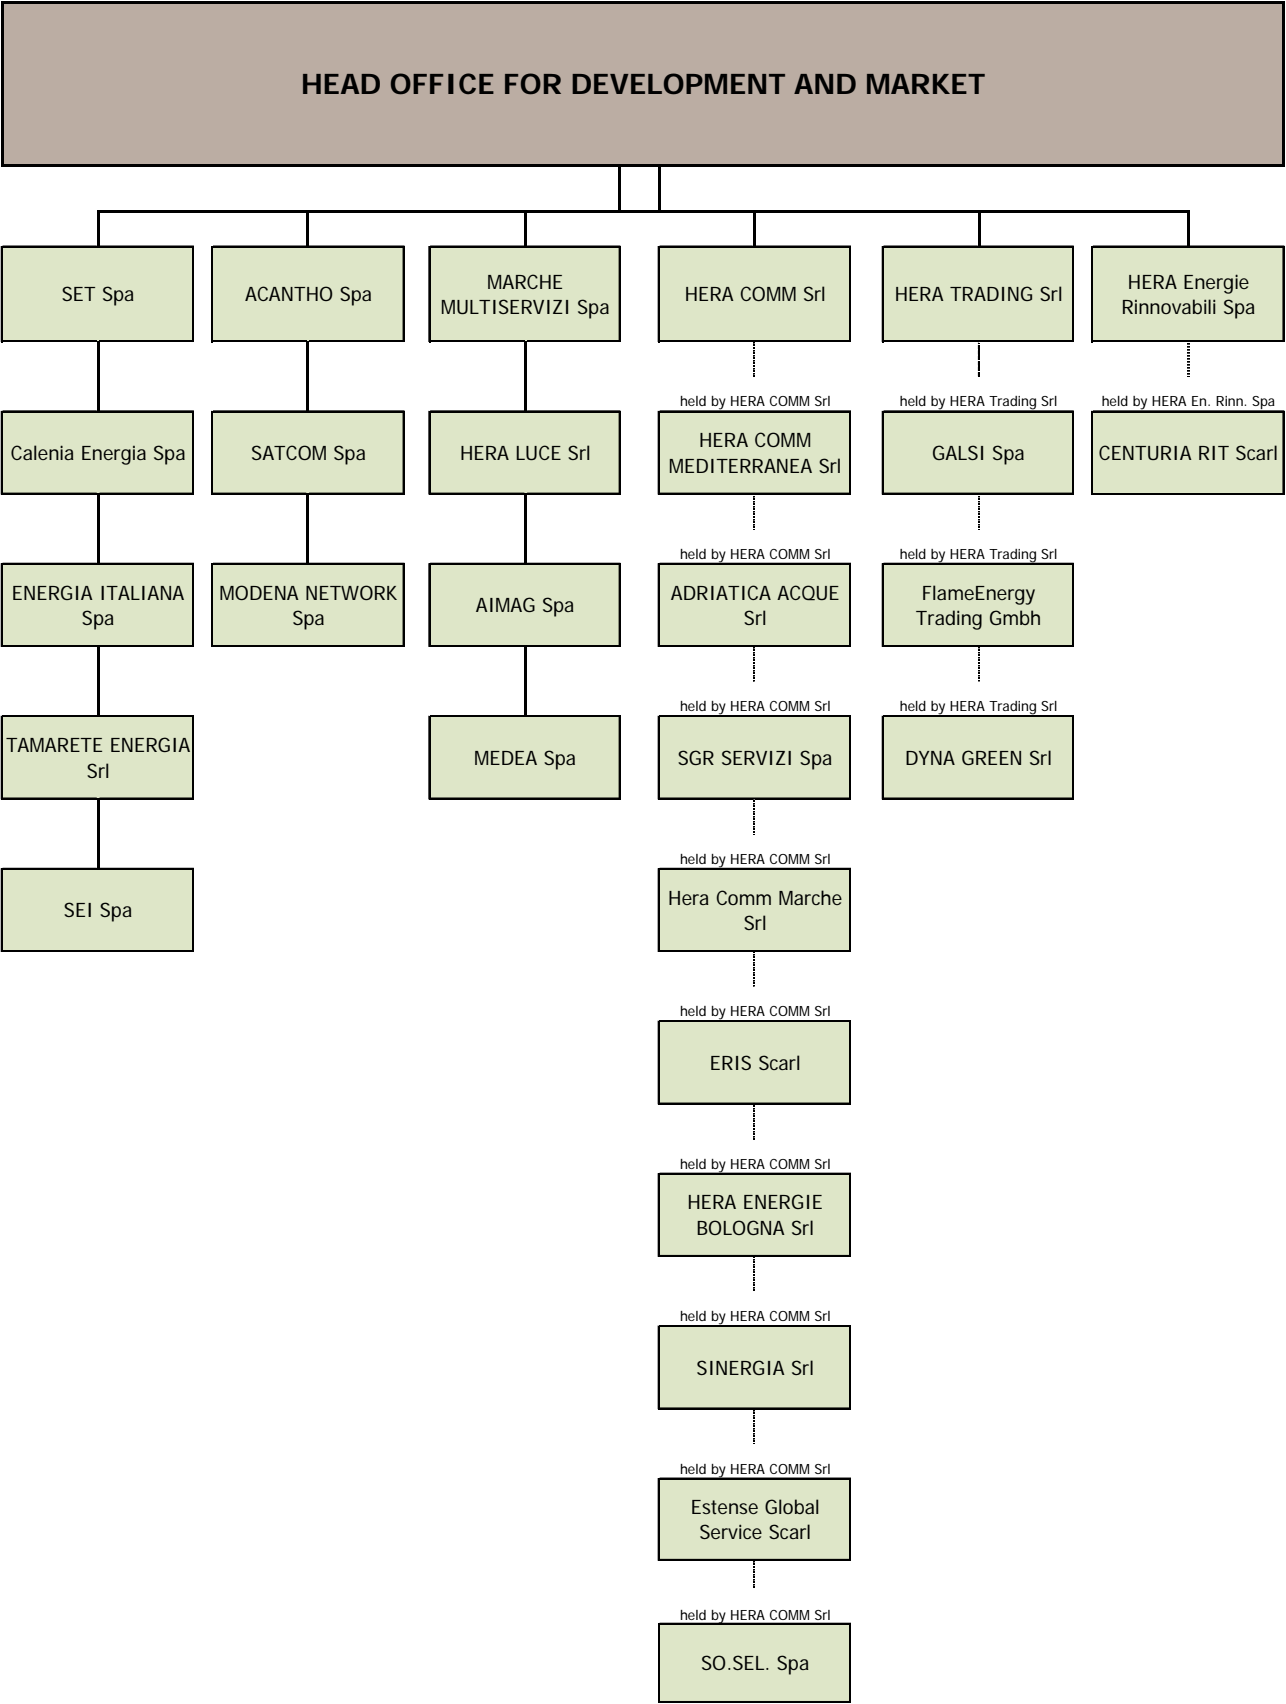 HEAD OFFICE FOR DEVELOPMENT AND MARKET
SET Spa
ACANTHO Spa
MARCHE
MULTISERVIZI Spa
HERA COMM Srl
HERA TRADING Srl
HERA Energie
Rinnovabili Spa
held by HERA COMM Srl
held by HERA Trading Srl
held by HERA En. Rinn. Spa
Calenia Energia Spa
SATCOM Spa
HERA LUCE Srl
HERA COMM
MEDITERRANEA Srl
GALSI Spa
CENTURIA RIT Scarl
held by HERA COMM Srl
held by HERA Trading Srl
ENERGIA ITALIANA
Spa
MODENA NETWORK
Spa
AIMAG Spa
ADRIATICA ACQUE
Srl
FlameEnergy
Trading Gmbh
held by HERA COMM Srl
held by HERA Trading Srl
TAMARETE ENERGIA
Srl
MEDEA Spa
SGR SERVIZI Spa
DYNA GREEN Srl
held by HERA COMM Srl
SEI Spa
Hera Comm Marche
Srl
held by HERA COMM Srl
ERIS Scarl
held by HERA COMM Srl
HERA ENERGIE
BOLOGNA Srl
held by HERA COMM Srl
SINERGIA Srl
held by HERA COMM Srl
Estense Global
Service Scarl
held by HERA COMM Srl
SO.SEL. Spa